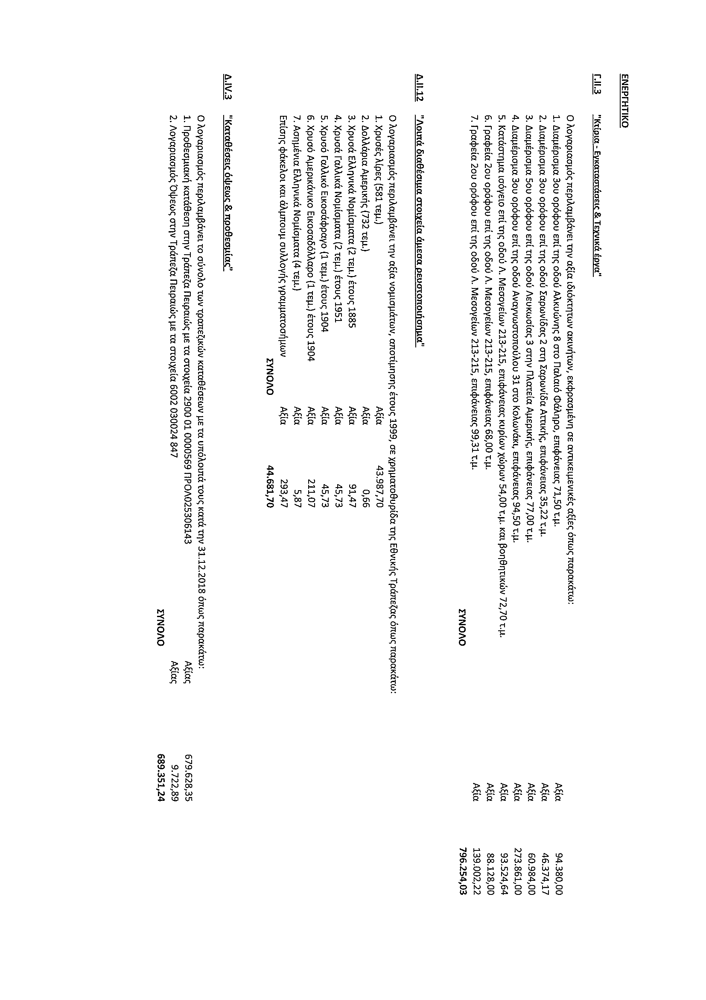 ΕΝΕΡΓΗΤΙΚΟ
Γ.ΙΙ.3 "Κτίρια - Εγκαταστάσεις & Τεχνικά έργα"
Ο λογαριασμός περιλαμβάνει την αξία ιδιόκτητων ακινήτων, εκφρασμένη σε αντικειμενικές αξίες όπως παρακάτω:
1. Διαμέρισμα 3ου ορόφου επί της οδού Αλκυώνης 8 στο Παλαιό Φάληρο, επιφάνειας 71,50 τ.μ. Αξία 94.380,00
2. Διαμέρισμα 3ου ορόφου επί της οδού Σαρωνίδας 2 στη Σαρωνίδα Αττικής, επιφάνειας 35,22 τ.μ. Αξία 46.374,17
3. Διαμέρισμα 5ου ορόφου επί της οδού Λευκωσίας 3 στην Πλατεία Αμερικής, επιφάνειας 77,00 τ.μ. Αξία 60.984,00
4. Διαμέρισμα 3ου ορόφου επί της οδού Αναγνωστοπούλου 31 στο Κολωνάκι, επιφάνειας 94,50 τ.μ. Αξία 273.861,00
5. Κατάστημα ισόγειο επί της οδού Λ. Μεσογείων 213-215, επιφάνειας κυρίων χώρων 54,00 τ.μ. και βοηθητικών 72,70 τ.μ. Αξία 93.524,64
6. Γραφεία 2ου ορόφου επί της οδού Λ. Μεσογείων 213-215, επιφάνειας 68,00 τ.μ. Αξία 88.128,00
7. Γραφεία 2ου ορόφου επί της οδού Λ. Μεσογείων 213-215, επιφάνειας 99,31 τ.μ. Αξία 139.002,22
ΣΥΝΟΛΟ 796.254,03
Δ.ΙΙ.12 "Λοιπά διαθέσιμα στοιχεία άμεσα ρευστοποιήσημα"
Ο λογαριασμός περιλαμβάνει την αξία νομισμάτων, αποτίμησης έτους 1999, σε χρηματοθυρίδα της Εθνικής Τράπεζας όπως παρακάτω:
1. Χρυσές λίρες (581 τεμ.) Αξία 43.987,70
2. Δολλάρια Αμερικής (732 τεμ.) Αξία 0,66
3. Χρυσά Ελληνικά Νομίσματα (2 τεμ.) έτους 1885 Αξία 91,47
4. Χρυσά Γαλλικά Νομίσματα (2 τεμ.) έτους 1951 Αξία 45,73
5. Χρυσό Γαλλικό Εικοσάφραγο (1 τεμ.) έτους 1904 Αξία 45,73
6. Χρυσό Αμερικάνικο Εικοσαδόλλαρο (1 τεμ.) έτους 1904 Αξία 211,07
7. Ασημένια Ελληνικά Νομίσματα (4 τεμ.) Αξία 5,87
Επίσης φάκελοι και άλμπουμ συλλογής γραμματοσήμων Αξία 293,47
ΣΥΝΟΛΟ 44.681,70
Δ.ΙV.3 "Καταθέσεις όψεως & προθεσμίας"
Ο λογαριασμός περιλαμβάνει το σύνολο των τραπεζικών καταθέσεων με τα υπόλοιπά τους κατά την 31.12.2018 όπως παρακάτω:
1. Προθεσμιακή κατάθεση στην Τράπεζα Πειραιώς με τα στοιχεία 2900 01 0000569 ΠΡΟΛ025306143 Αξίας 679.628,35
2. Λογαριασμός Όψεως στην Τράπεζα Πειραιώς με τα στοιχεία 6002 030024 847 Αξίας 9.722,89
ΣΥΝΟΛΟ 689.351,24